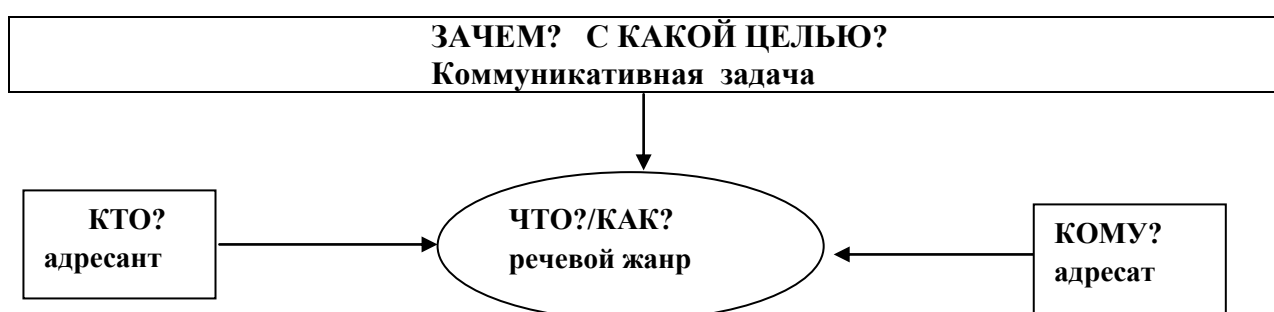 ЗАЧЕМ? С КАКОЙ ЦЕЛЬЮ?
Коммуникативная задача
КТО?
адресант
ЧТО?/КАК?
речевой жанр
КОМУ?
адресат